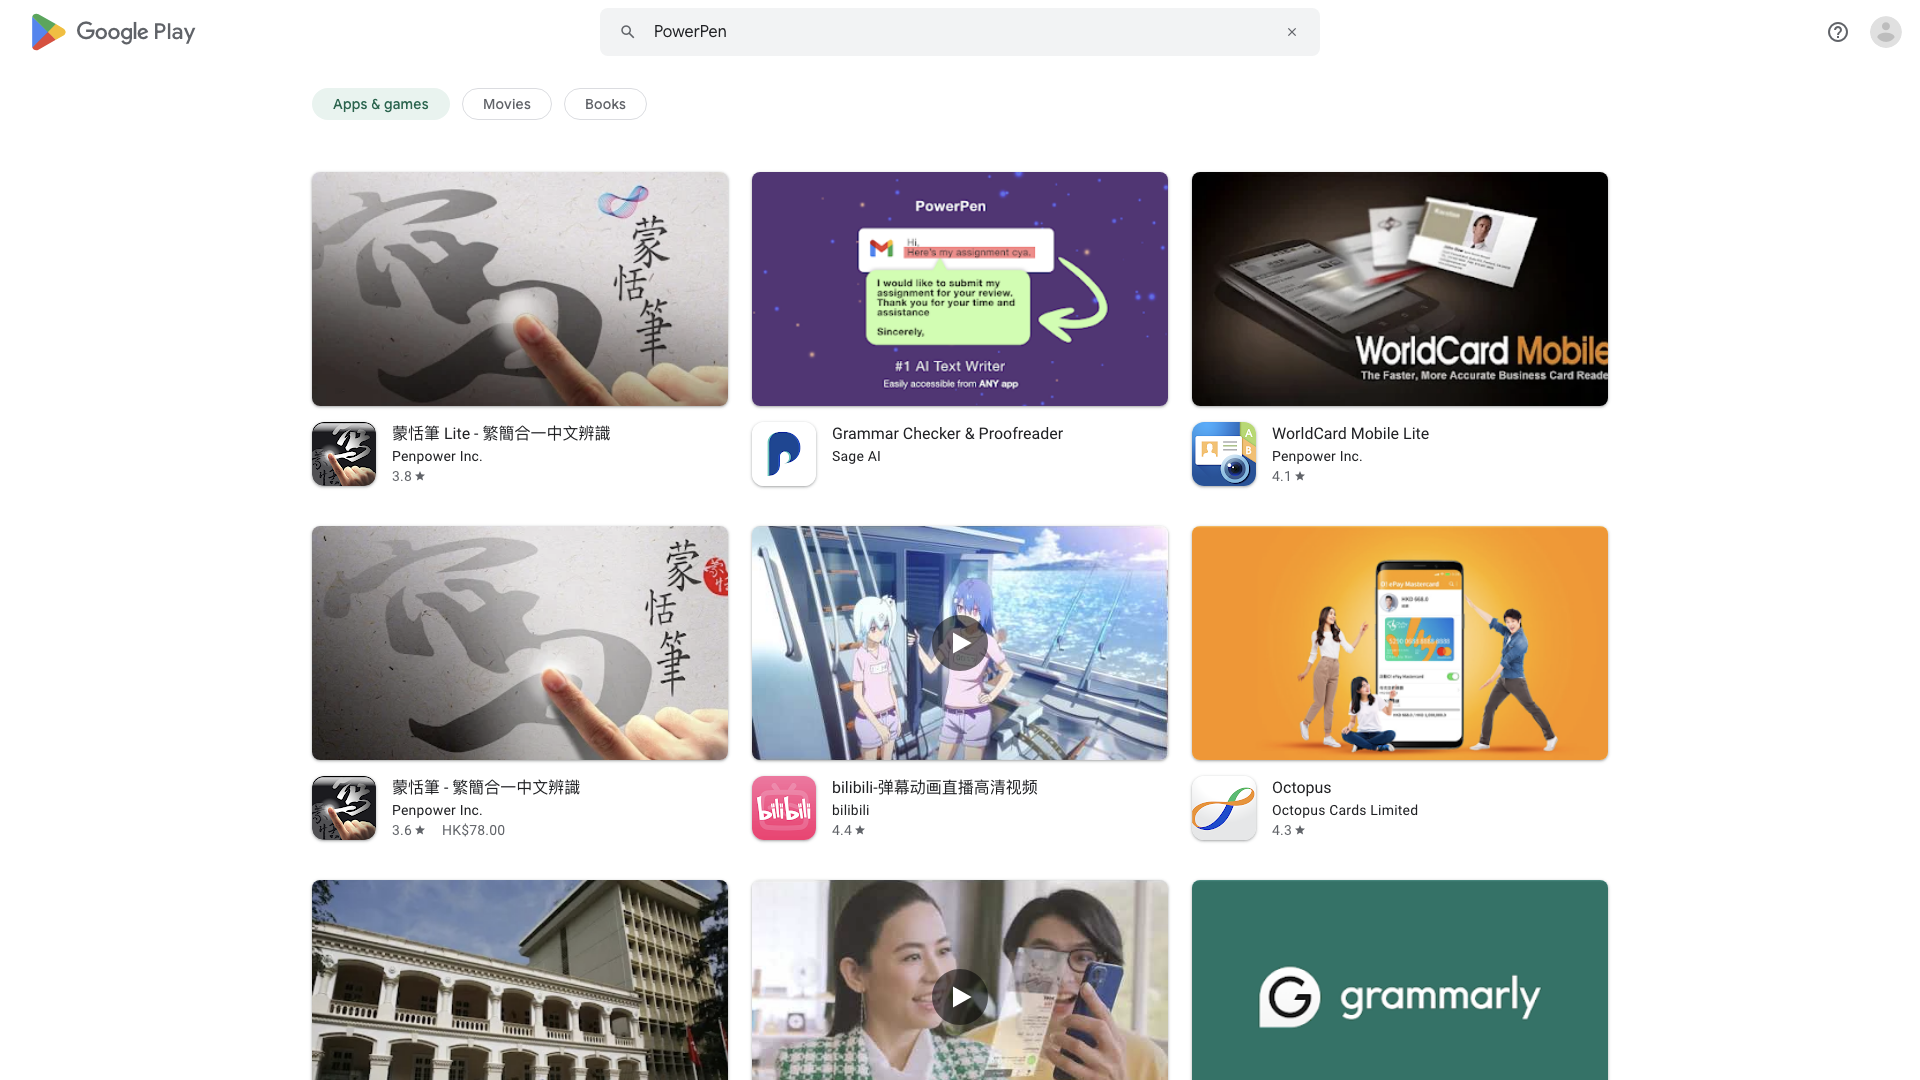 Google Play
PowerPen
Apps & games
Movies
Books
蒙恬筆
PowerPen
Hi,
Here's my assignment cya.
I would like to submit my
assignment for your review.
Thank you for your time and
assistance
Sincerely,
#1 AI Text Writer
Easily accessible from ANY app
WorldCard Mobile
The Faster, More Accurate Business Card Reade
蒙恬筆 Lite - 繁簡合一中文辨識
Penpower Inc.
3.8
Grammar Checker & Proofreader
Sage AI
WorldCard Mobile Lite
Penpower Inc.
4.1
A
B
蒙恬筆
蒙恬
ePay Mastercard
蒙恬筆 - 繁簡合一中文辨識
Penpower Inc.
3.6 HK$78.00
bilibili
bilibili-弹幕动画直播高清视频
bilibili
4.4
Octopus
Octopus Cards Limited
4.3
G grammarly